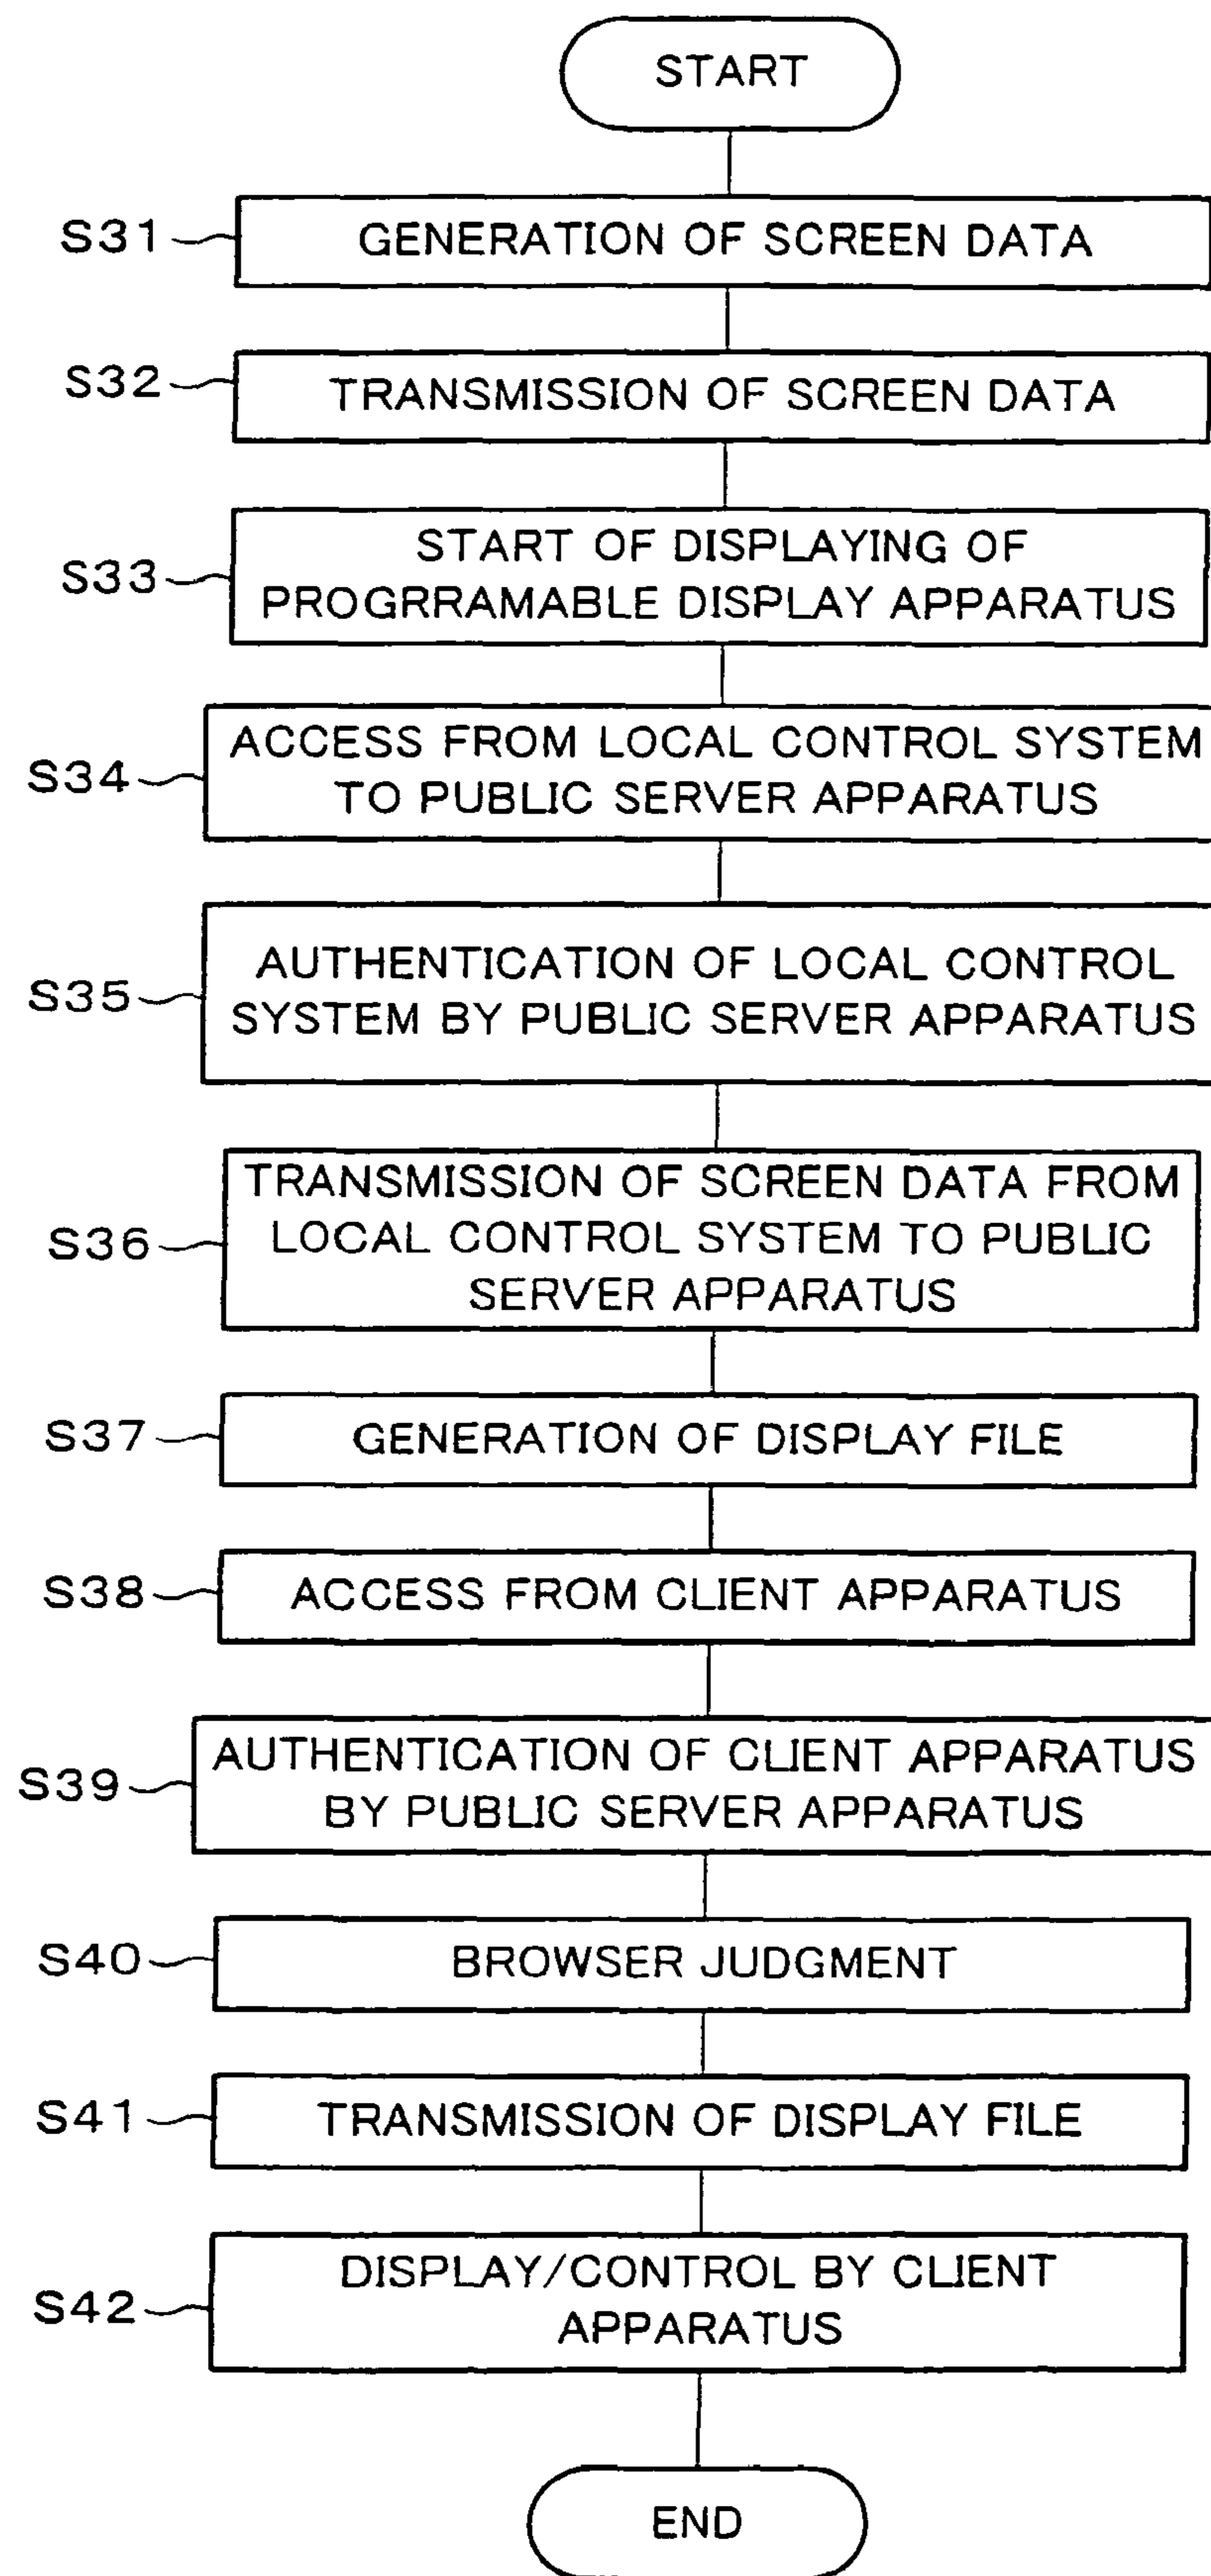 START
S31 GENERATION OF SCREEN DATA
S32 TRANSMISSION OF SCREEN DATA
S33 START OF DISPLAYING OF
PROGRRAMABLE DISPLAY APPARATUS
S34 ACCESS FROM LOCAL CONTROL SYSTEM
TO PUBLIC SERVER APPARATUS
S35 AUTHENTICATION OF LOCAL CONTROL
SYSTEM BY PUBLIC SERVER APPARATUS
S36 TRANSMISSION OF SCREEN DATA FROM
LOCAL CONTROL SYSTEM TO PUBLIC
SERVER APPARATUS
S37 GENERATION OF DISPLAY FILE
S38 ACCESS FROM CLIENT APPARATUS
S39 AUTHENTICATION OF CLIENT APPARATUS
BY PUBLIC SERVER APPARATUS
S40 BROWSER JUDGMENT
S41 TRANSMISSION OF DISPLAY FILE
S42 DISPLAY/CONTROL BY CLIENT
APPARATUS
END